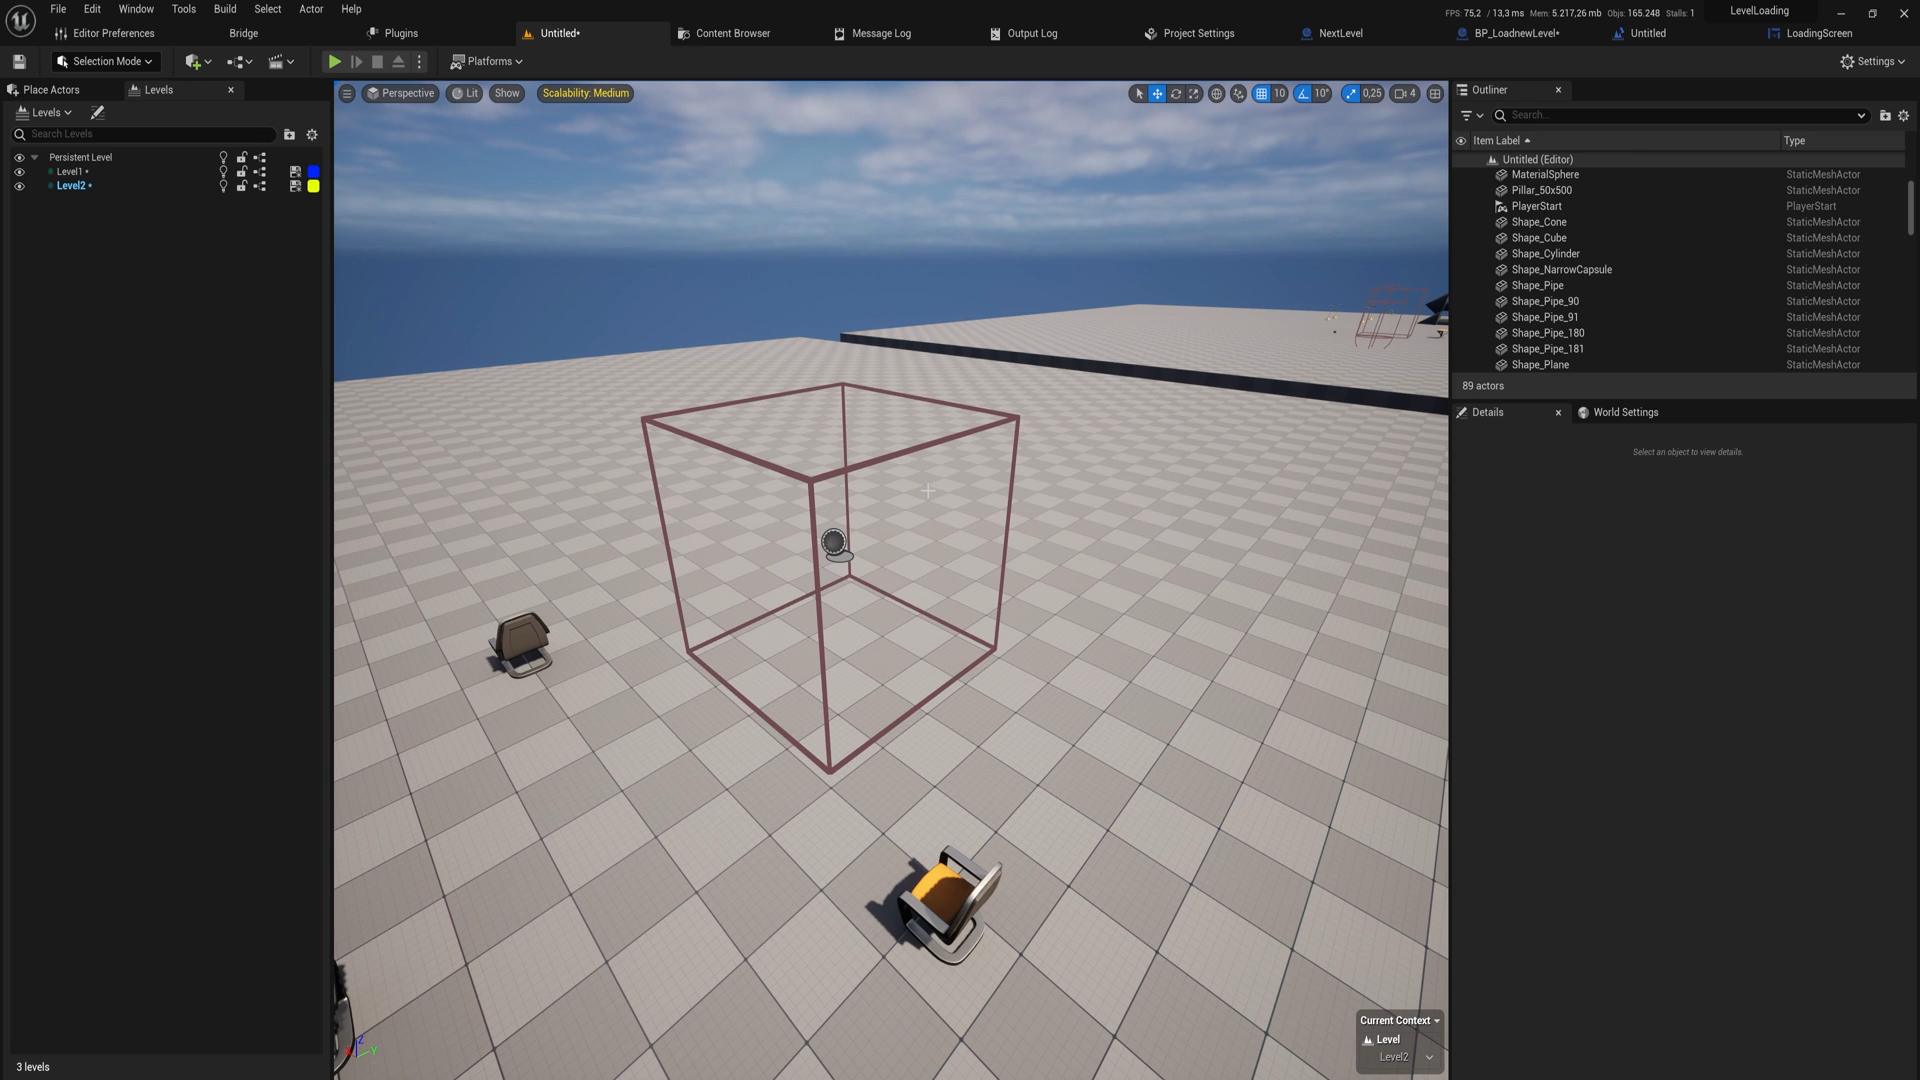 File Edit Window Tools Build Select Actor Help
FPS: 75,2 / 13,3 ms Mem: 5.217,26 mb Objs: 165.248 Stalls: 1
LevelLoading
Editor Preferences
Bridge
Plugins
Untitled*
Content Browser
Message Log
Output Log
Project Settings
NextLevel
BP_LoadnewLevel*
Untitled
LoadingScreen
Selection Mode
Platforms
Settings
Place Actors
Levels
Levels
Search Levels
Persistent Level
Level1 *
Level2 *
3 levels
Perspective
Lit
Show
Scalability: Medium
10
10°
0,25
4
Z
X
Y
Current Context
Level
Level2
Outliner
Search...
Item Label
Type
Untitled (Editor)
MaterialSphere StaticMeshActor
Pillar_50x500 StaticMeshActor
PlayerStart PlayerStart
Shape_Cone StaticMeshActor
Shape_Cube StaticMeshActor
Shape_Cylinder StaticMeshActor
Shape_NarrowCapsule StaticMeshActor
Shape_Pipe StaticMeshActor
Shape_Pipe_90 StaticMeshActor
Shape_Pipe_91 StaticMeshActor
Shape_Pipe_180 StaticMeshActor
Shape_Pipe_181 StaticMeshActor
Shape_Plane StaticMeshActor
89 actors
Details
World Settings
Select an object to view details.